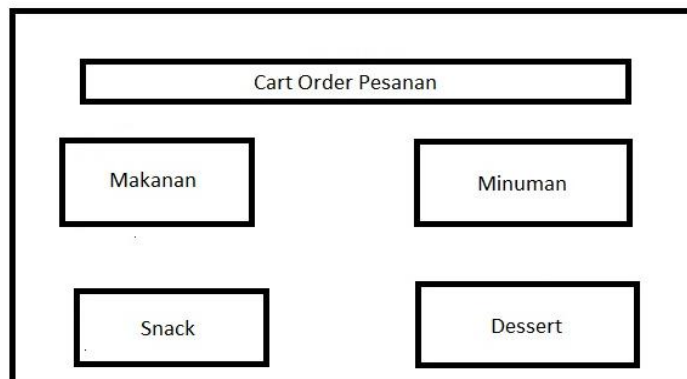 Cart Order Pesanan
Makanan
Minuman
Snack
Dessert